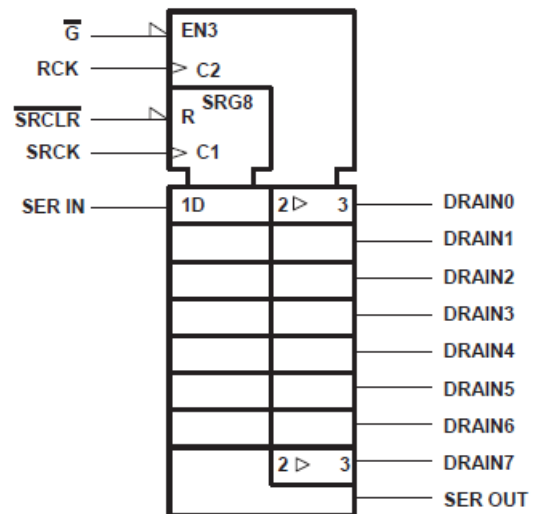 G̅ EN3
RCK C2
SRG8
S̅R̅C̅L̅R̅ R
SRCK C1
SER IN 1D 2 3 DRAIN0
DRAIN1
DRAIN2
DRAIN3
DRAIN4
DRAIN5
DRAIN6
2 3 DRAIN7
SER OUT